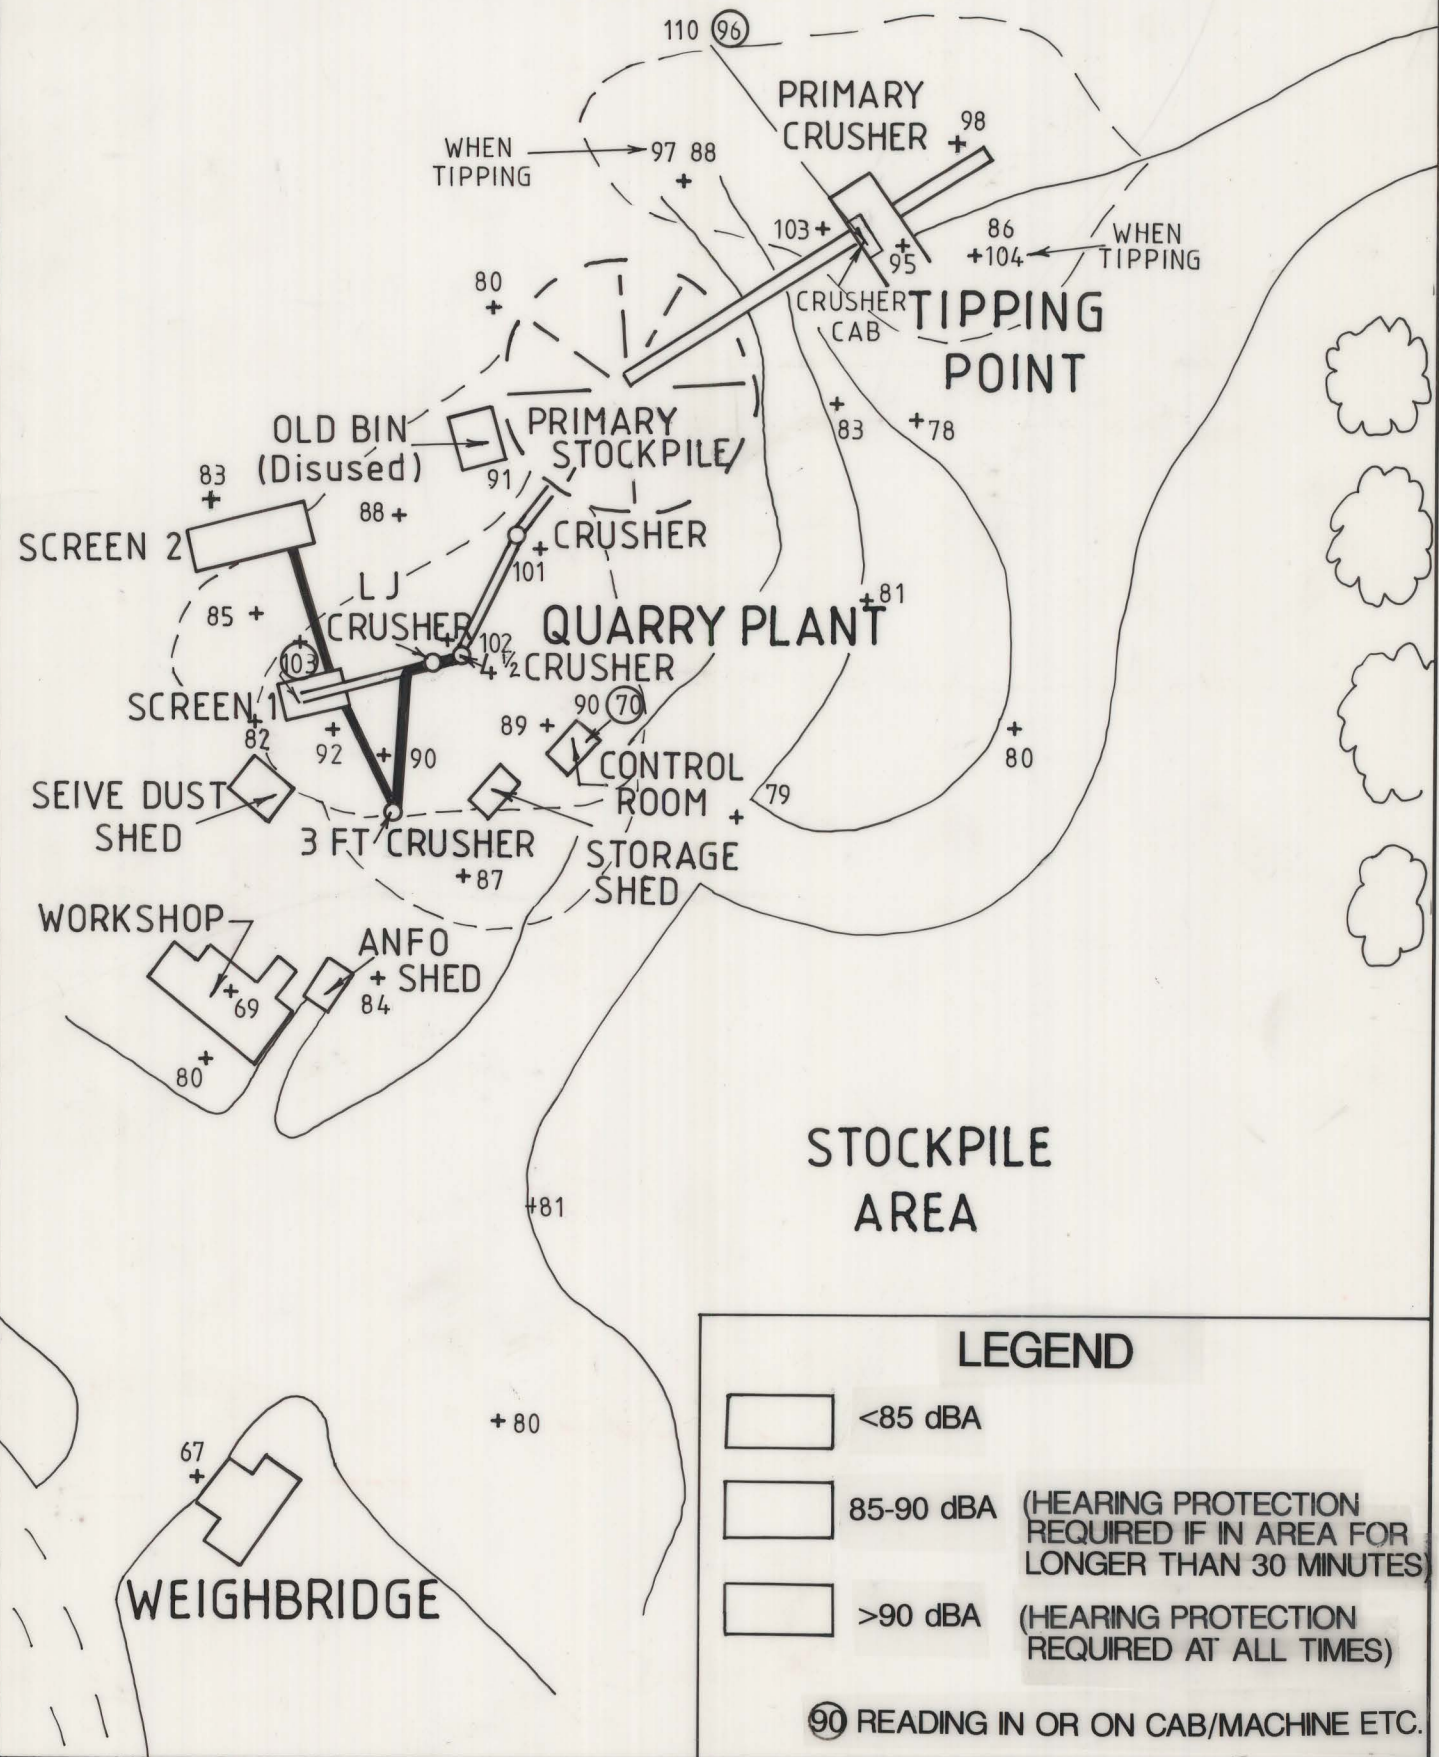 110 96
PRIMARY
CRUSHER
98
WHEN
TIPPING
97 88
103
95
86
104
WHEN
TIPPING
CRUSHER
CAB
TIPPING
POINT
80
OLD BIN
(Disused)
PRIMARY
STOCKPILE
83
78
83
91
88
SCREEN 2
CRUSHER
101
L J
CRUSHER
85
81
QUARRY PLANT
102
4½ CRUSHER
103
SCREEN 1
82
92
90
89
90 70
80
CONTROL
ROOM
79
SEIVE DUST
SHED
3 FT CRUSHER
STORAGE
SHED
87
WORKSHOP
ANFO
SHED
84
69
80
STOCKPILE
AREA
81
80
67
WEIGHBRIDGE
LEGEND
<85 dBA
85-90 dBA (HEARING PROTECTION
REQUIRED IF IN AREA FOR
LONGER THAN 30 MINUTES)
>90 dBA (HEARING PROTECTION
REQUIRED AT ALL TIMES)
90 READING IN OR ON CAB/MACHINE ETC.